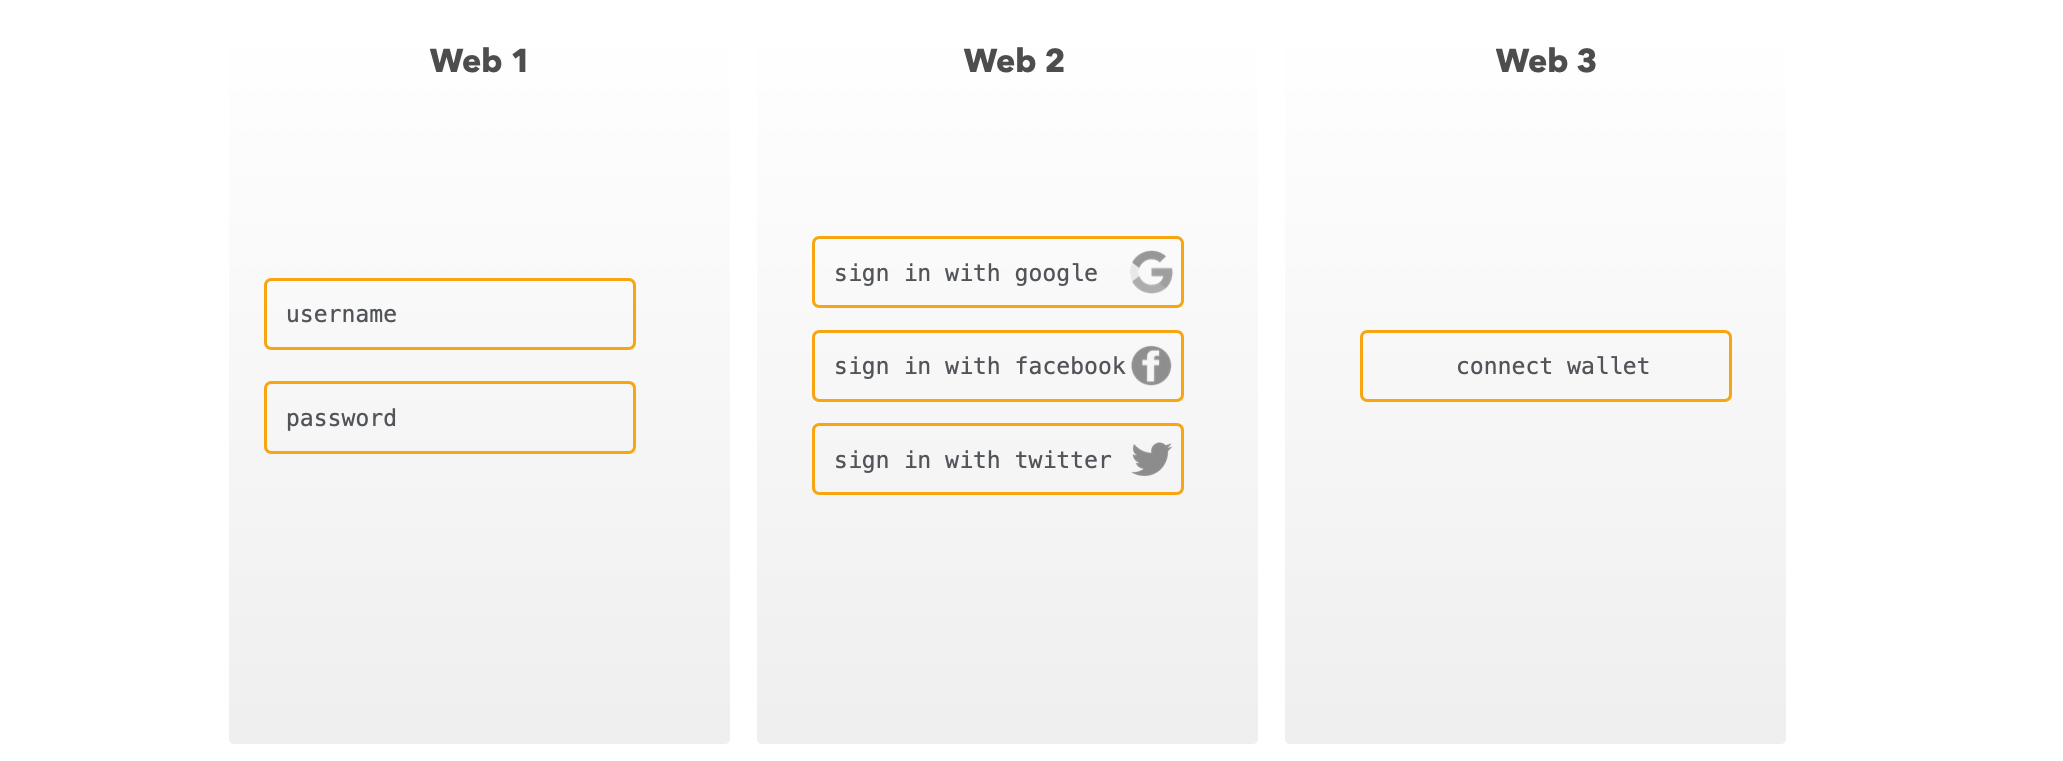 Web 1
username
password
Web 2
sign in with google
sign in with facebook
sign in with twitter
Web 3
connect wallet